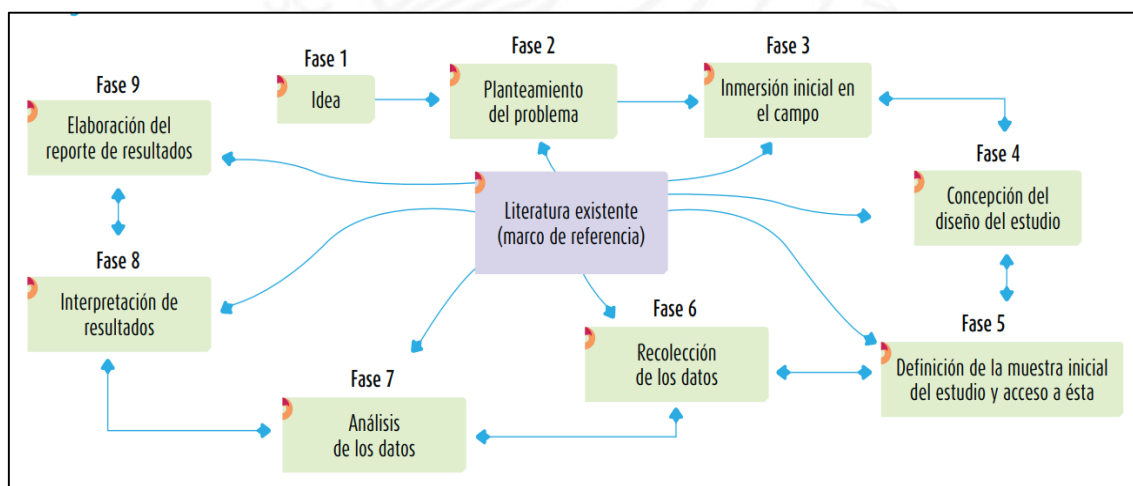 Fase 1
Idea
Fase 2
Planteamiento
del problema
Fase 3
Inmersión inicial en
el campo
Fase 4
Concepción del
diseño del estudio
Fase 5
Definición de la muestra inicial
del estudio y acceso a ésta
Fase 6
Recolección
de los datos
Fase 7
Análisis
de los datos
Fase 8
Interpretación de
resultados
Fase 9
Elaboración del
reporte de resultados
Literatura existente
(marco de referencia)